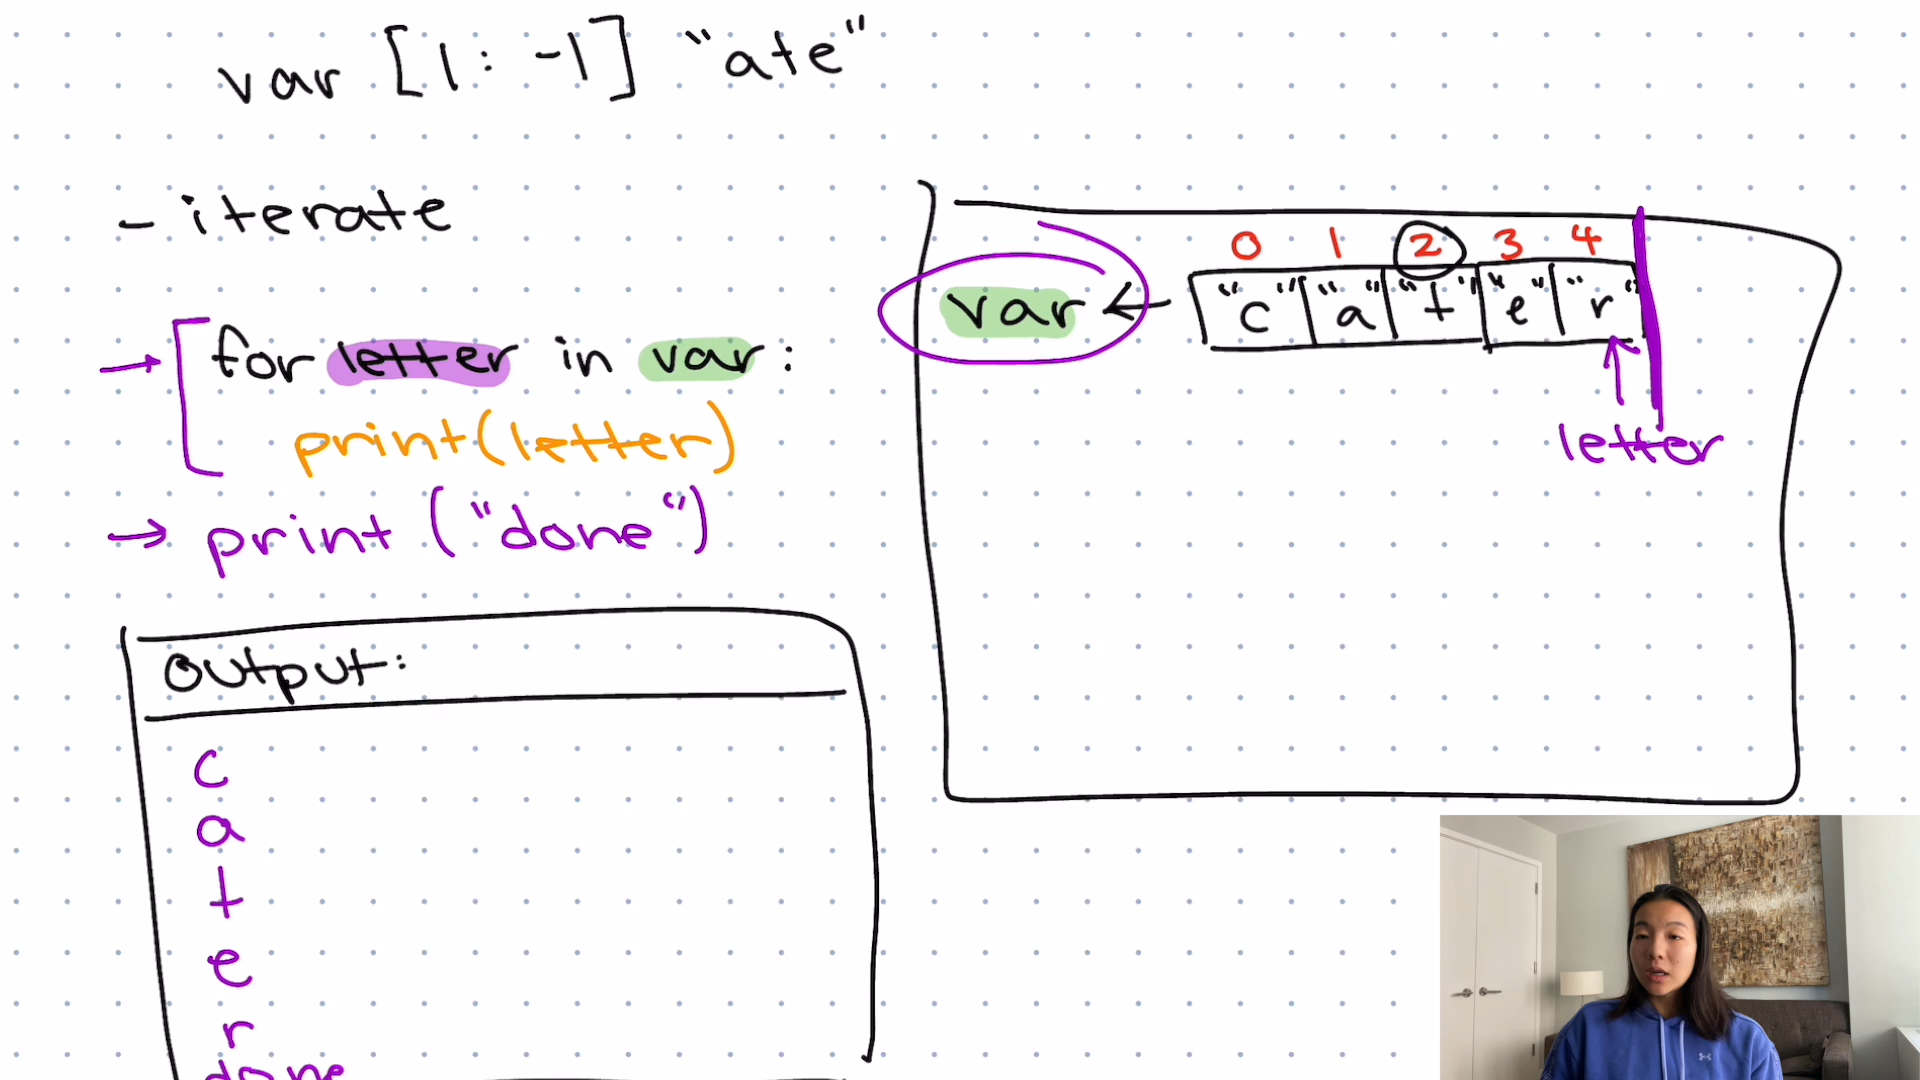 var [1: -1] "ate"
- iterate
→ for letter in var:
print(letter)
→ print ("done")
0 1 2 3 4
var ← "c" "a" "t" "e" "r"
letter
Output:
c
a
t
e
r
done